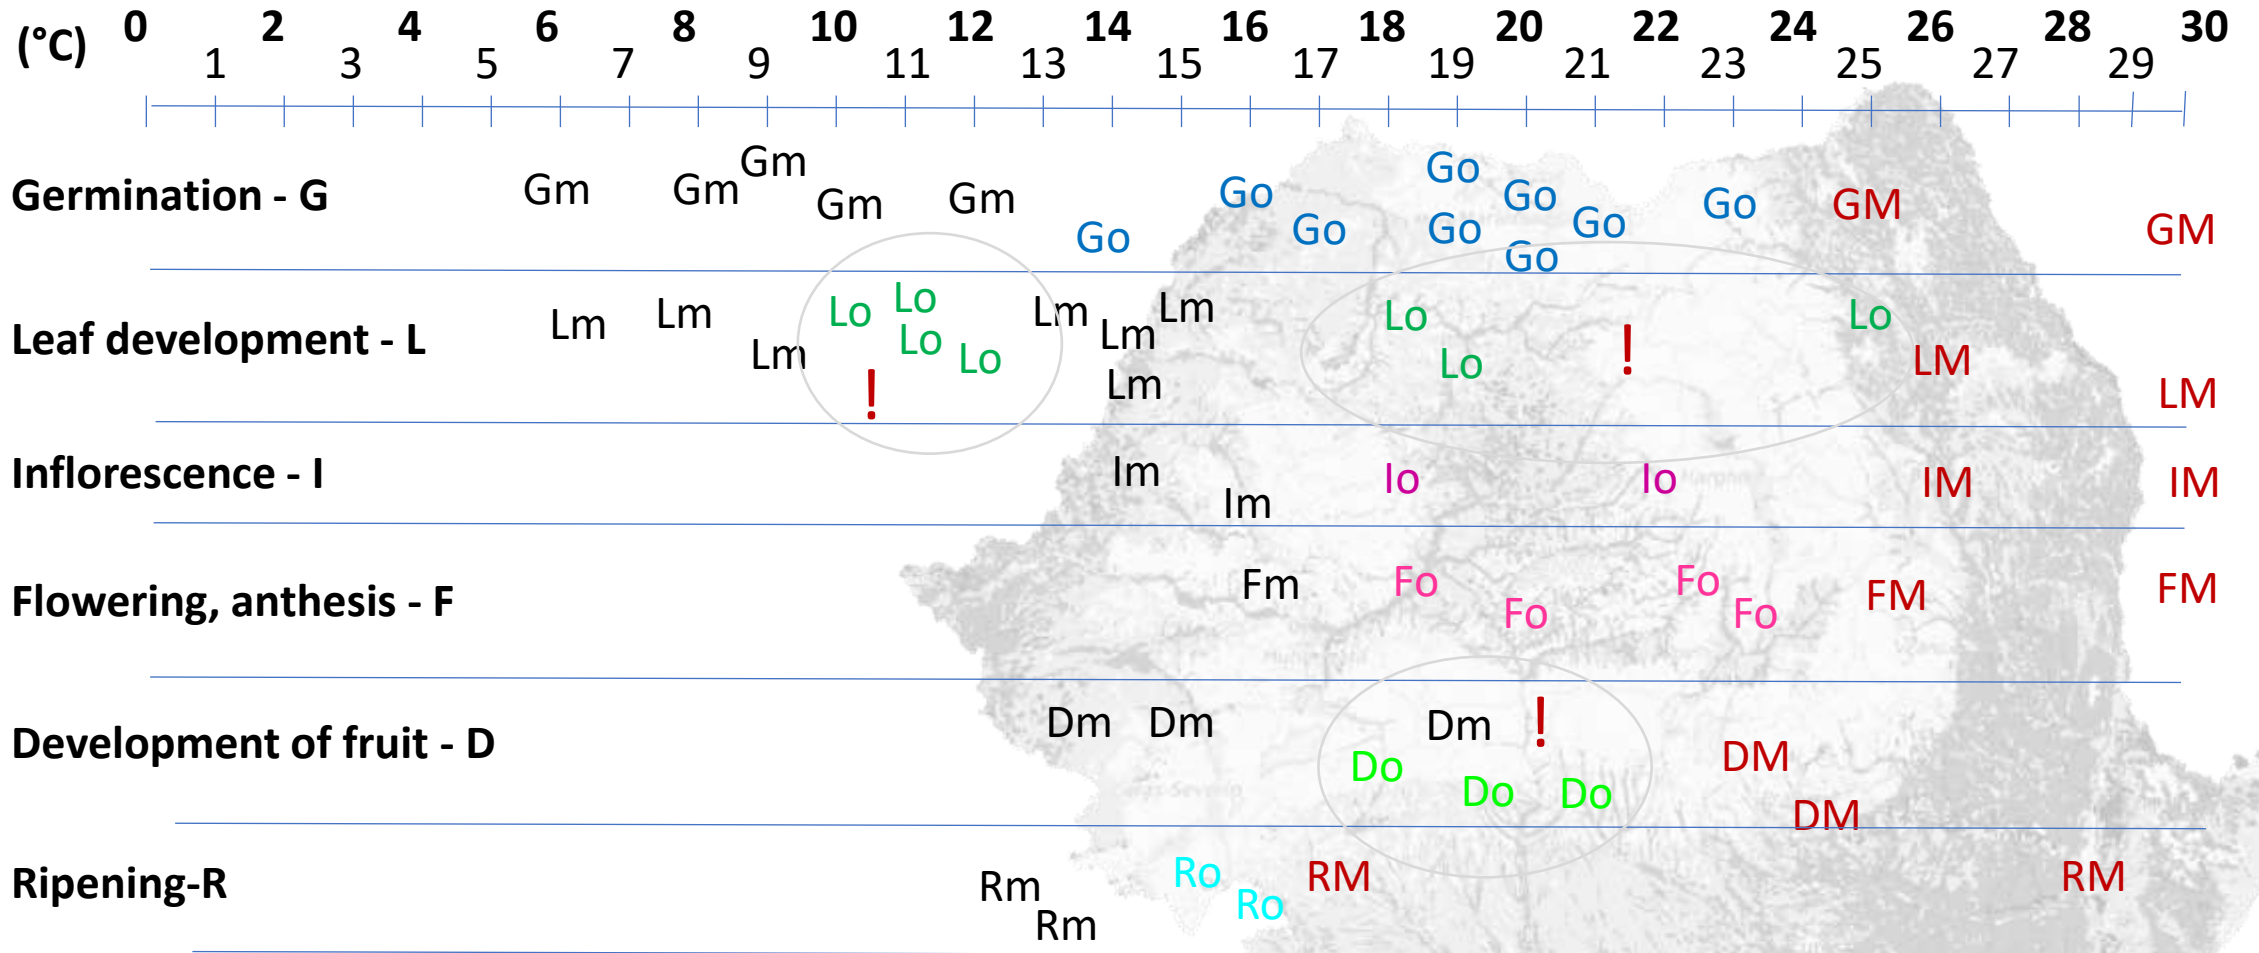 (°C) 0 2 4 6 8 10 12 14 16 18 20 22 24 26 28 30
1 3 5 7 9 11 13 15 17 19 21 23 25 27 29
Gm Go
Germination - G Gm Gm Gm Gm Go Go Go GM
Go Go Go Go GM
Go
Lo
Leaf development - L Lm Lm Lo Lm Lm Lo Lo
Lm Lo Lo Lm ! LM
! Lm Lo LM
Inflorescence - I Im Io Io IM IM
Im
Fm Fo Fo FM FM
Flowering, anthesis - F Fo Fo
Dm Dm Dm !
Development of fruit - D Do DM
Do Do DM
Ripening-R Rm Ro RM RM
Rm Ro